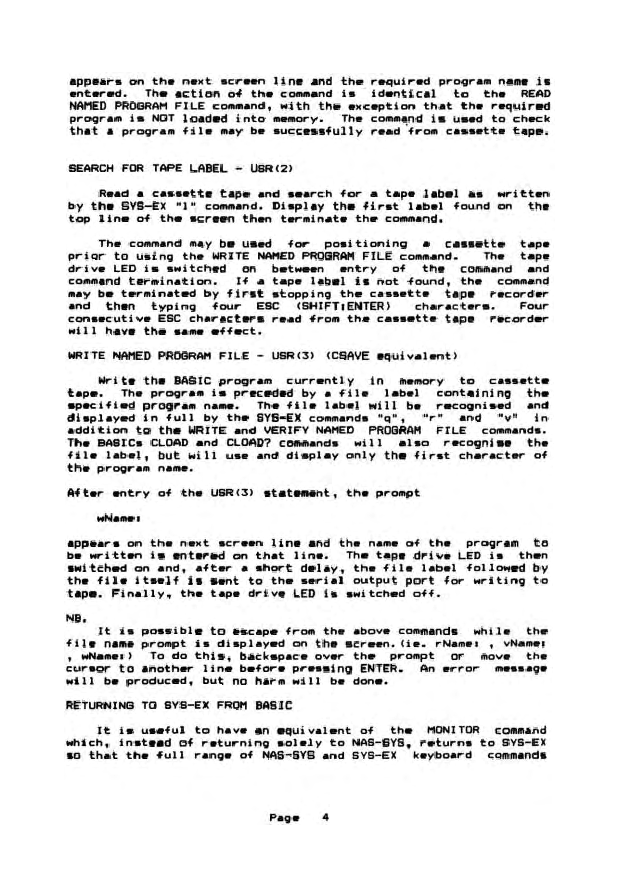 appears on the next screen line and the required program name is
entered. The action of the command is identical to the READ
NAMED PROGRAM FILE command, with the exception that the required
program is NOT loaded into memory. The command is used to check
that a program file may be successfully read from cassette tape.
SEARCH FOR TAPE LABEL - USR(2)
Read a cassette tape and search for a tape label as written
by the SYS-EX "l" command. Display the first label found on the
top line of the screen then terminate the command.
The command may be used for positioning a cassette tape
prior to using the WRITE NAMED PROGRAM FILE command. The tape
drive LED is switched on between entry of the command and
command termination. If a tape label is not found, the command
may be terminated by first stopping the cassette tape recorder
and then typing four ESC (SHIFT;ENTER) characters. Four
consecutive ESC characters read from the cassette tape recorder
will have the same effect.
WRITE NAMED PROGRAM FILE - USR(3) (CSAVE equivalent)
Write the BASIC program currently in memory to cassette
tape. The program is preceded by a file label containing the
specified program name. The file label will be recognised and
displayed in full by the SYS-EX commands "q", "r" and "v" in
addition to the WRITE and VERIFY NAMED PROGRAM FILE commands.
The BASICs CLOAD and CLOAD? commands will also recognise the
file label, but will use and display only the first character of
the program name.
After entry of the USR(3) statement, the prompt
wName:
appears on the next screen line and the name of the program to
be written is entered on that line. The tape drive LED is then
switched on and, after a short delay, the file label followed by
the file itself is sent to the serial output port for writing to
tape. Finally, the tape drive LED is switched off.
NB.
It is possible to escape from the above commands while the
file name prompt is displayed on the screen.(ie. rName: , vName:
, wName:) To do this, backspace over the prompt or move the
cursor to another line before pressing ENTER. An error message
will be produced, but no harm will be done.
RETURNING TO SYS-EX FROM BASIC
It is useful to have an equivalent of the MONITOR command
which, instead of returning solely to NAS-SYS, returns to SYS-EX
so that the full range of NAS-SYS and SYS-EX keyboard commands
Page 4